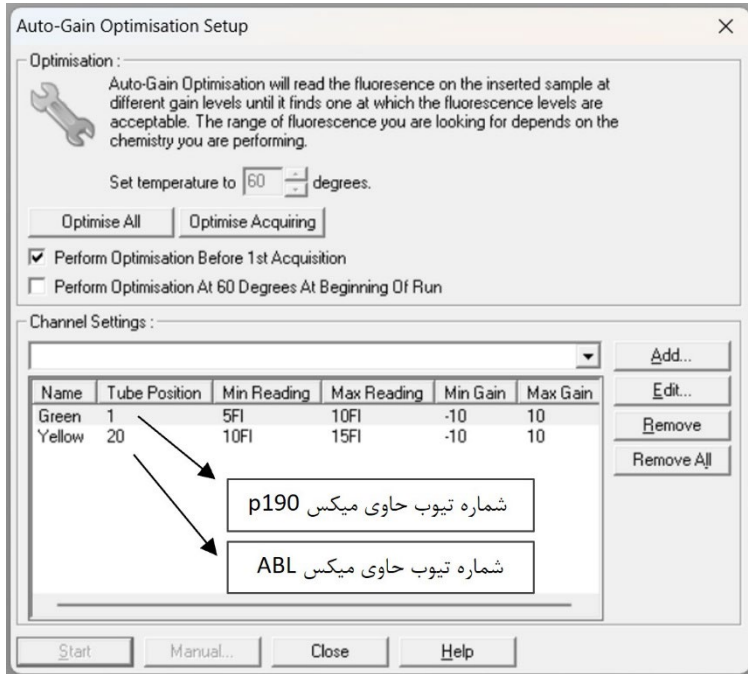 Auto-Gain Optimisation Setup
Optimisation :
Auto-Gain Optimisation will read the fluoresence on the inserted sample at
different gain levels until it finds one at which the fluorescence levels are
acceptable. The range of fluorescence you are looking for depends on the
chemistry you are performing.
Set temperature to 60 degrees.
Optimise All Optimise Acquiring
Perform Optimisation Before 1st Acquisition
Perform Optimisation At 60 Degrees At Beginning Of Run
Channel Settings :
Add...
Name Tube Position Min Reading Max Reading Min Gain Max Gain
Edit...
Green 1 5Fl 10Fl -10 10
Remove
Yellow 20 10Fl 15Fl -10 10
Remove All
شماره تیوب حاوی میکس p190
شماره تیوب حاوی میکس ABL
Start Manual... Close Help